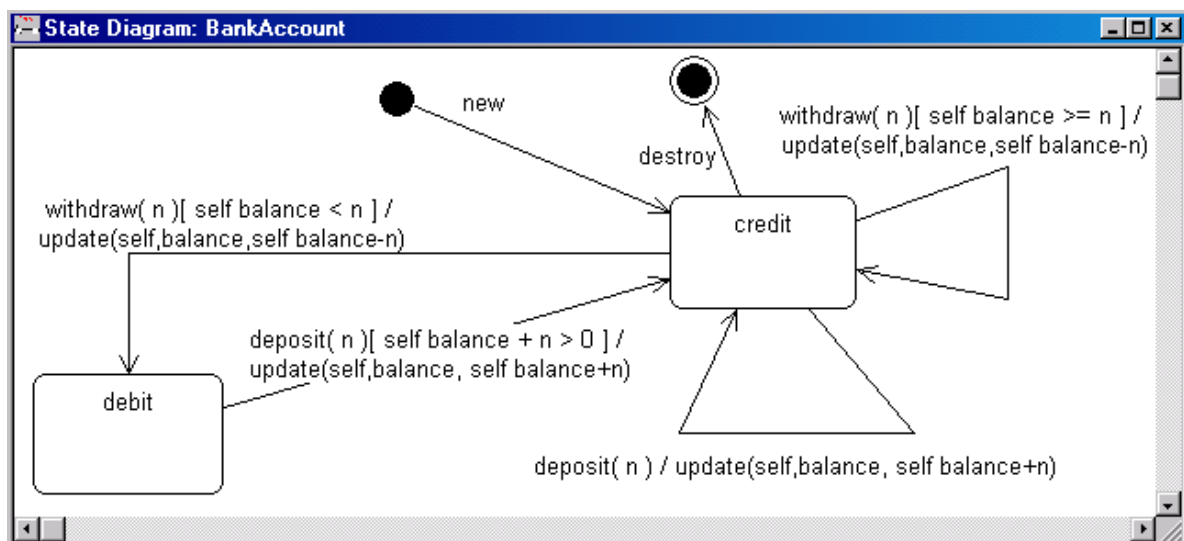 State Diagram: BankAccount
new
destroy
withdraw( n )[ self balance >= n ] /
update(self,balance,self balance-n)
withdraw( n )[ self balance < n ] /
update(self,balance,self balance-n)
credit
deposit( n )[ self balance + n > 0 ] /
update(self,balance, self balance+n)
debit
deposit( n ) / update(self,balance, self balance+n)